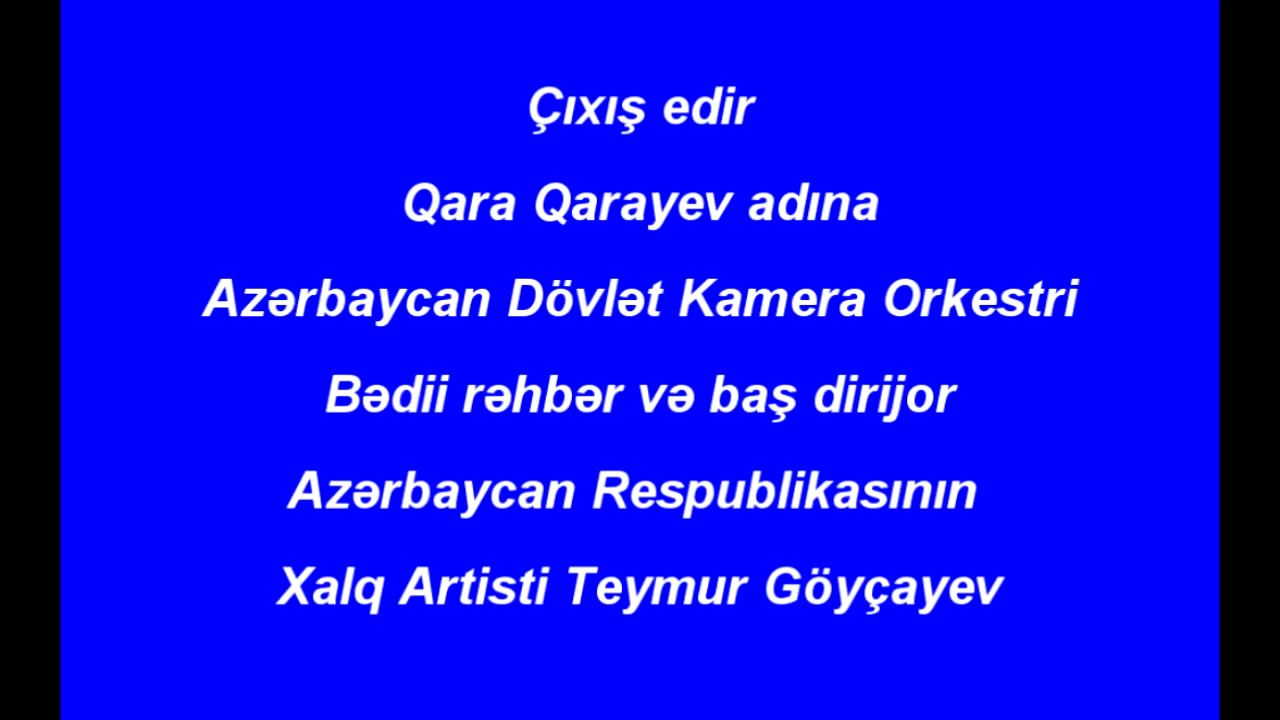 Çıxış edir
Qara Qarayev adına
Azərbaycan Dövlət Kamera Orkestri
Bədii rəhbər və baş dirijor
Azərbaycan Respublikasının
Xalq Artisti Teymur Göyçayev